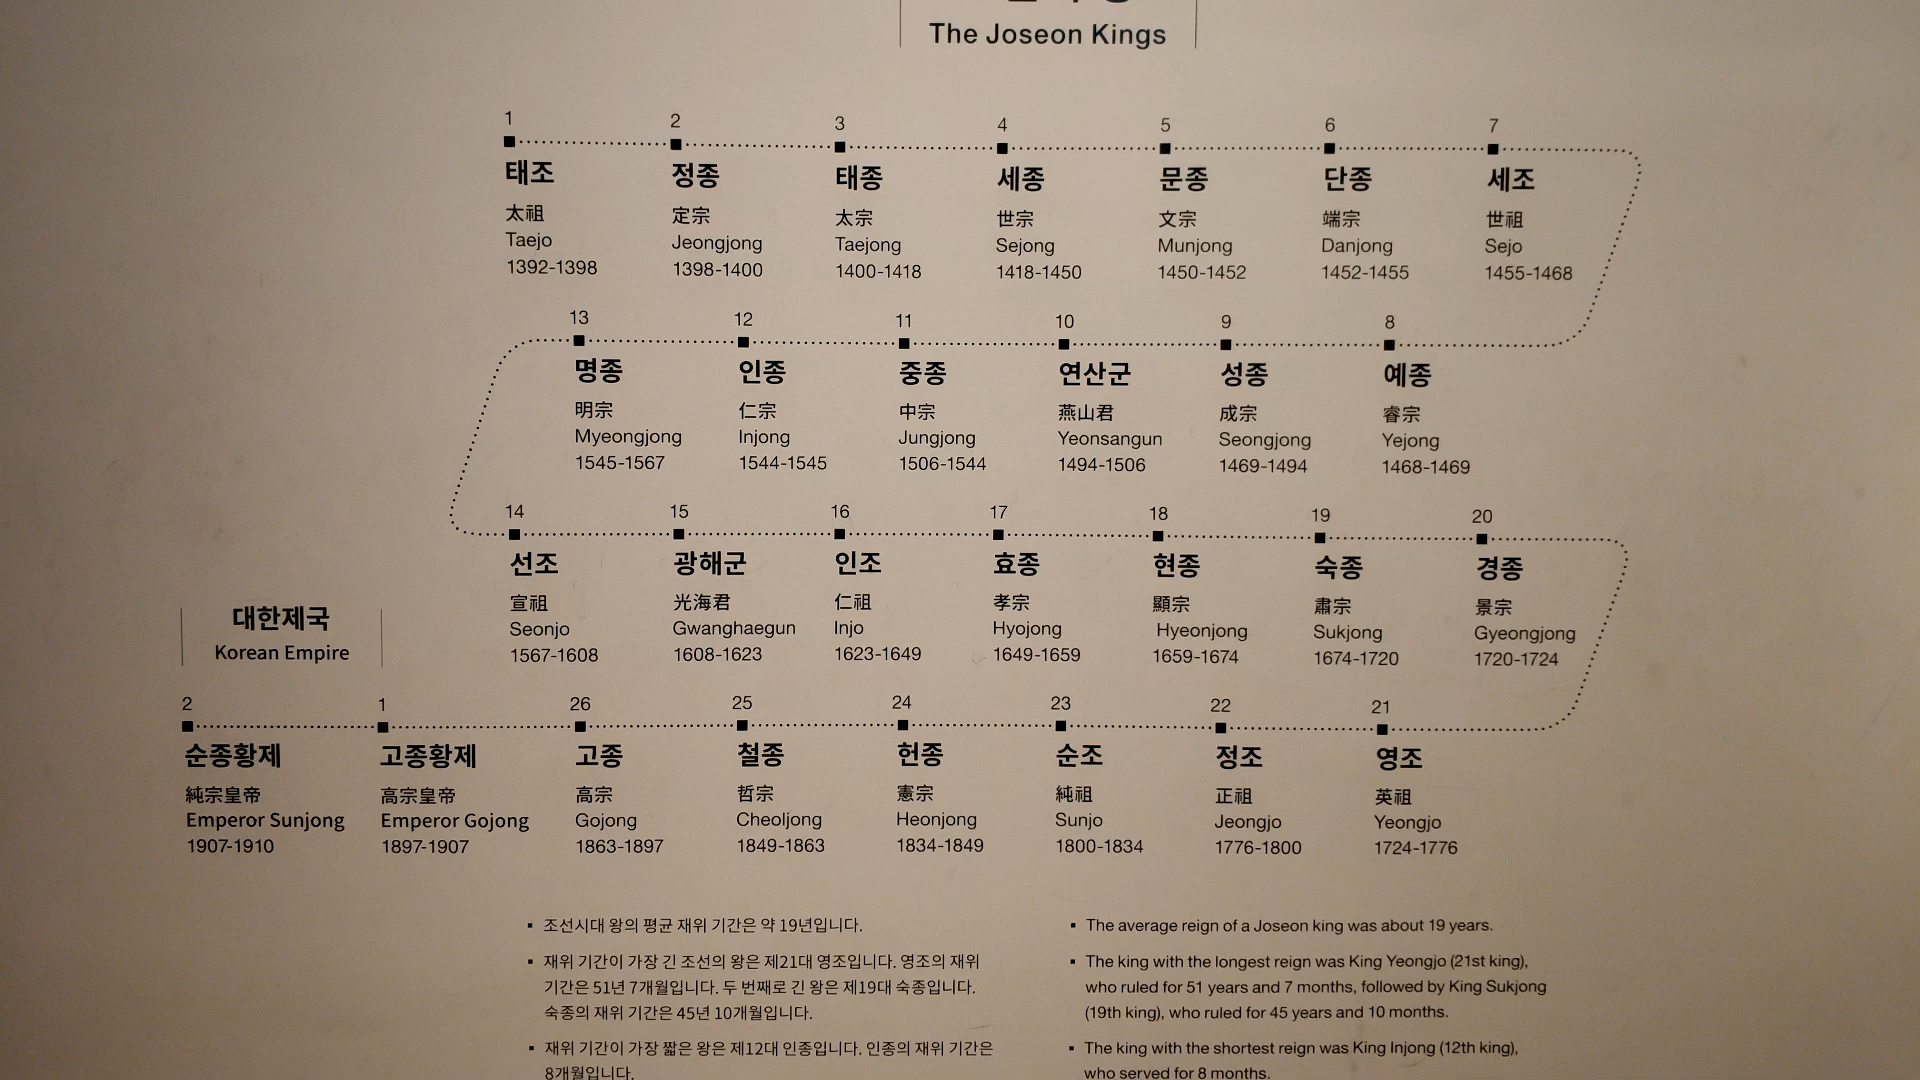 The Joseon Kings
1 2 3 4 5 6 7
태조 정종 태종 세종 문종 단종 세조
太祖 定宗 太宗 世宗 文宗 端宗 世祖
Taejo Jeongjong Taejong Sejong Munjong Danjong Sejo
1392-1398 1398-1400 1400-1418 1418-1450 1450-1452 1452-1455 1455-1468
13 12 11 10 9 8
명종 인종 중종 연산군 성종 예종
明宗 仁宗 中宗 燕山君 成宗 睿宗
Myeongjong Injong Jungjong Yeonsangun Seongjong Yejong
1545-1567 1544-1545 1506-1544 1494-1506 1469-1494 1468-1469
14 15 16 17 18 19 20
선조 광해군 인조 효종 현종 숙종 경종
宣祖 光海君 仁祖 孝宗 顯宗 肅宗 景宗
Seonjo Gwanghaegun Injo Hyojong Hyeonjong Sukjong Gyeongjong
1567-1608 1608-1623 1623-1649 1649-1659 1659-1674 1674-1720 1720-1724
대한제국
Korean Empire
2 1 26 25 24 23 22 21
순종황제 고종황제 고종 철종 헌종 순조 정조 영조
純宗皇帝 高宗皇帝 高宗 哲宗 憲宗 純祖 正祖 英祖
Emperor Sunjong Emperor Gojong Gojong Cheoljong Heonjong Sunjo Jeongjo Yeongjo
1907-1910 1897-1907 1863-1897 1849-1863 1834-1849 1800-1834 1776-1800 1724-1776
▪ 조선시대 왕의 평균 재위 기간은 약 19년입니다.
▪ 재위 기간이 가장 긴 조선의 왕은 제21대 영조입니다. 영조의 재위
기간은 51년 7개월입니다. 두 번째로 긴 왕은 제19대 숙종입니다.
숙종의 재위 기간은 45년 10개월입니다.
▪ 재위 기간이 가장 짧은 왕은 제12대 인종입니다. 인종의 재위 기간은
8개월입니다.
▪ The average reign of a Joseon king was about 19 years.
▪ The king with the longest reign was King Yeongjo (21st king),
who ruled for 51 years and 7 months, followed by King Sukjong
(19th king), who ruled for 45 years and 10 months.
▪ The king with the shortest reign was King Injong (12th king),
who served for 8 months.